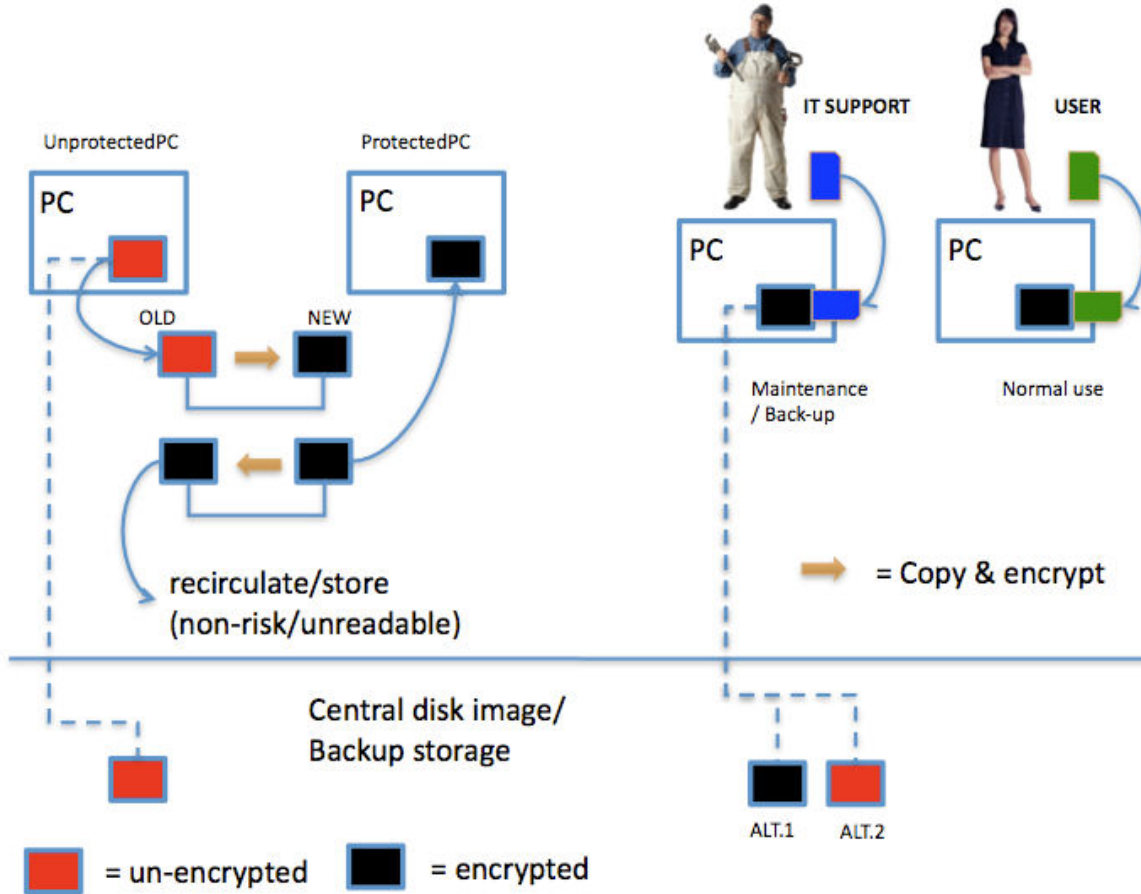 IT SUPPORT
USER
UnprotectedPC
ProtectedPC
PC
PC
PC
PC
OLD
NEW
Maintenance
/ Back-up
Normal use
= Copy & encrypt
recirculate/store
(non-risk/unreadable)
Central disk image/
Backup storage
ALT.1
ALT.2
= un-encrypted
= encrypted